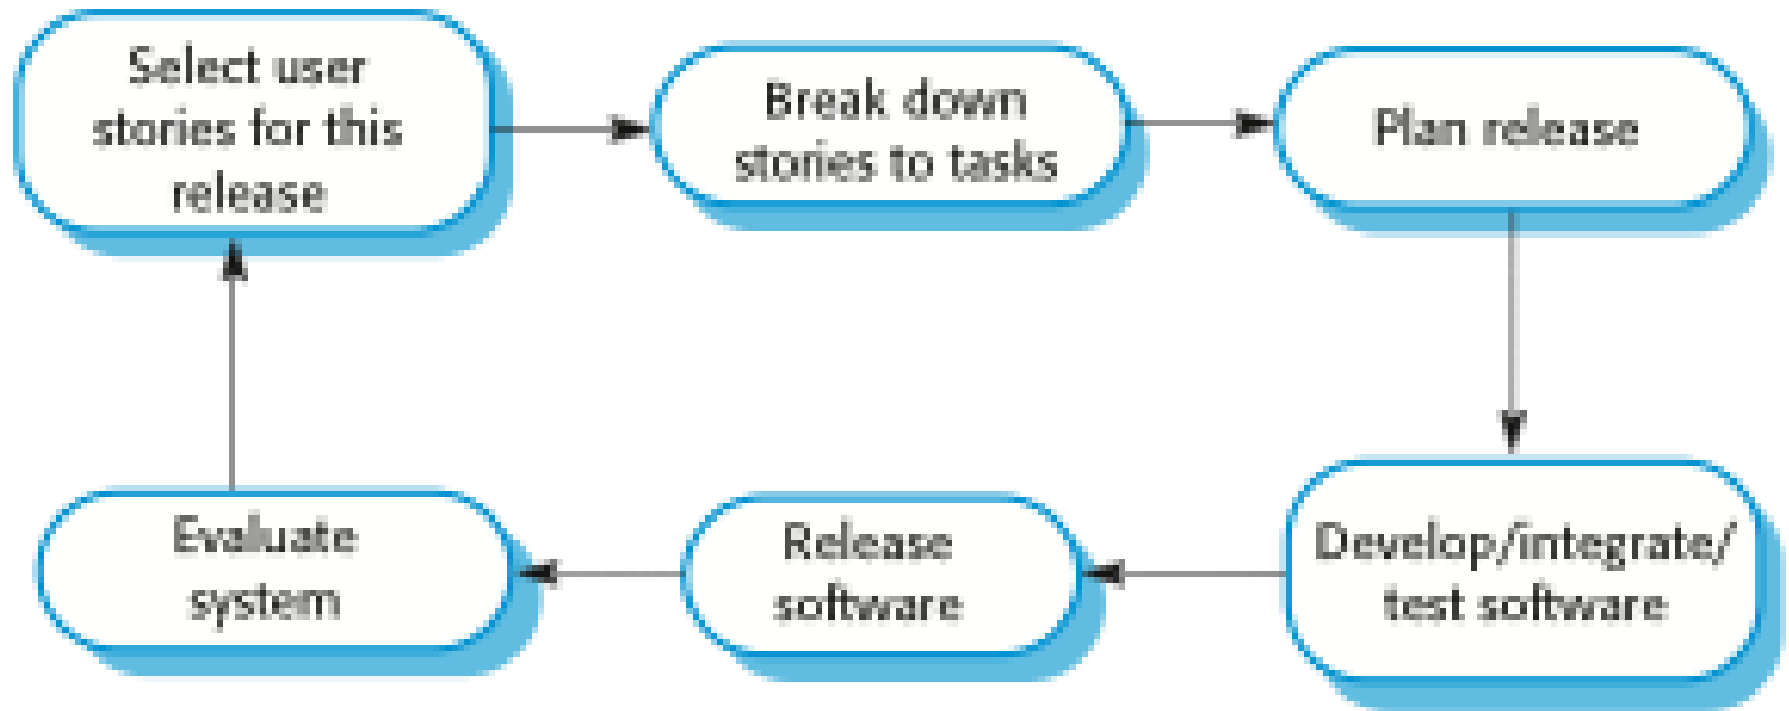 Select user
stories for this
release
Break down
stories to tasks
Plan release
Evaluate
system
Release
software
Develop/integrate/
test software